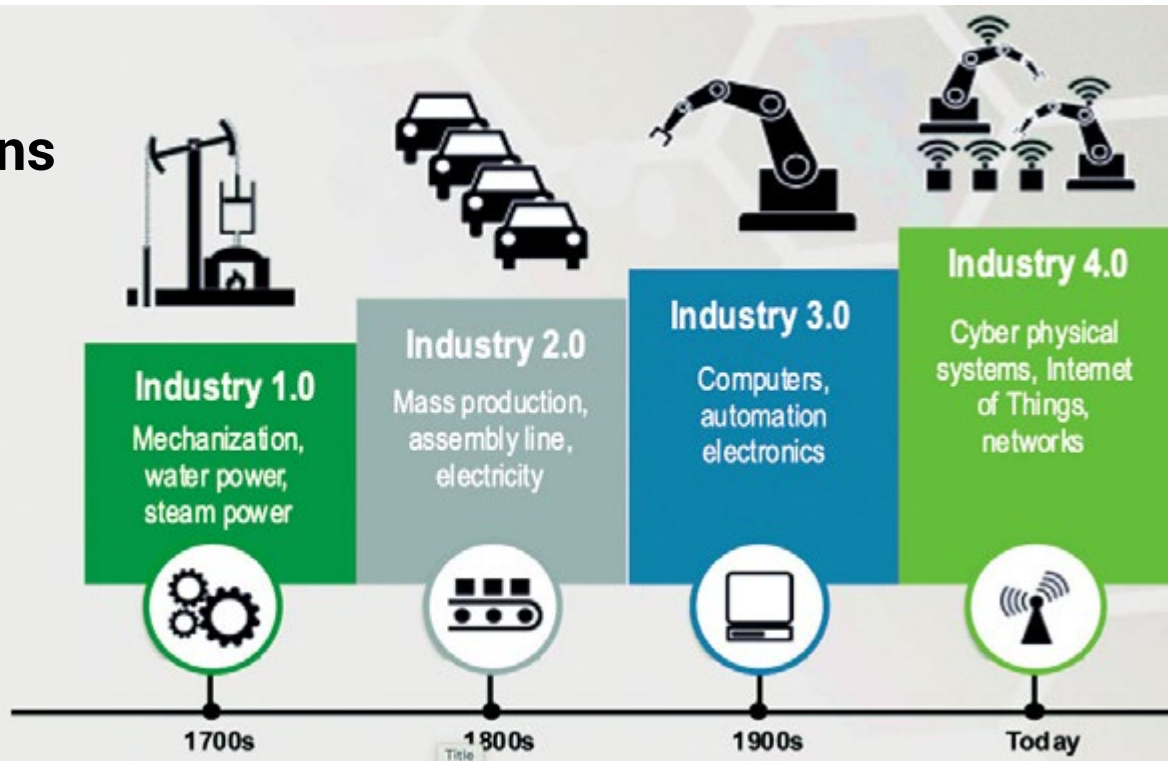 ns
Industry 1.0
Mechanization,
water power,
steam power
Industry 2.0
Mass production,
assembly line,
electricity
Industry 3.0
Computers,
automation
electronics
Industry 4.0
Cyber physical
systems, Internet
of Things,
networks
1700s
1800s
1900s
Today
Title